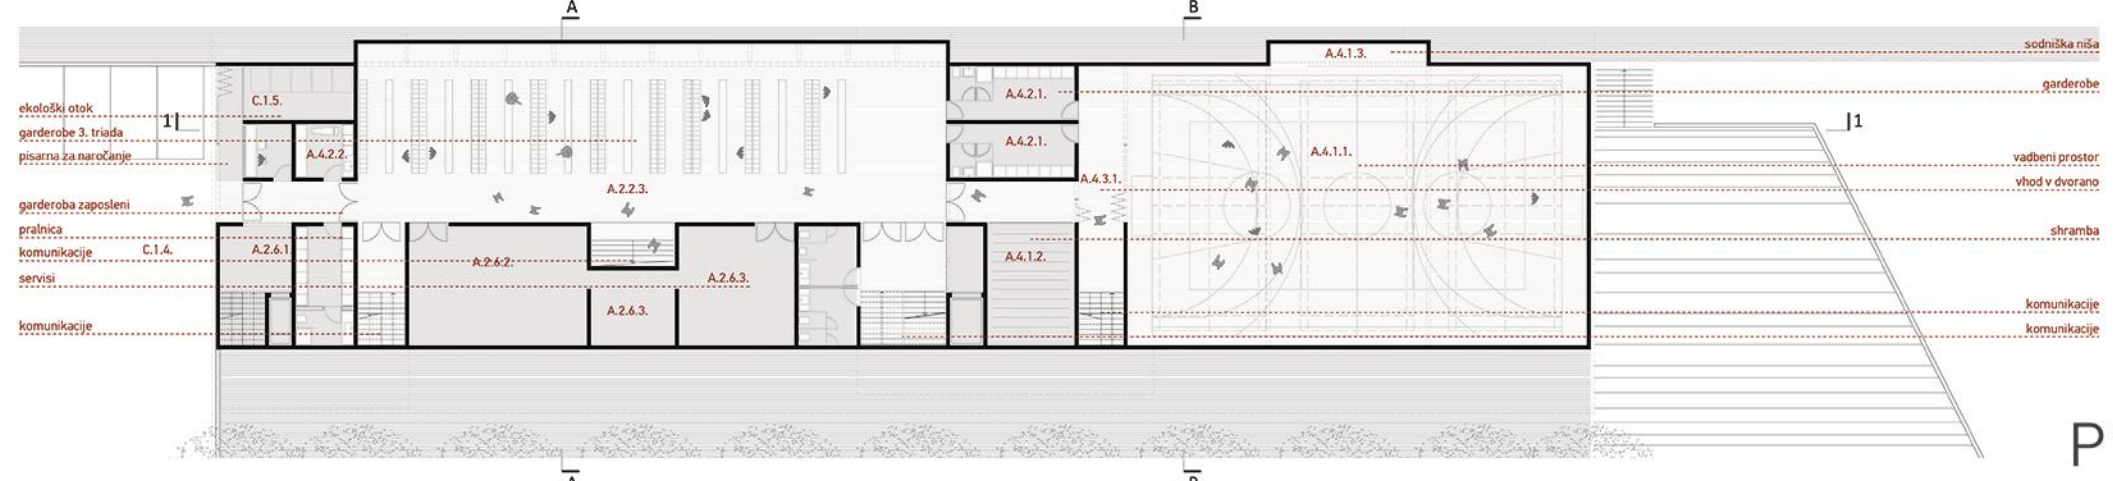 A
B
A.4.1.3.
sodniška niša
C.1.5.
A.4.2.1.
garderobe
ekološki otok
1
1
garderobe 3. triada
A.4.2.1.
pisarna za naročanje
A.4.2.2.
A.4.1.1.
vadbeni prostor
A.2.2.3.
A.4.3.1.
vhod v dvorano
garderoba zaposleni
pralnica
shramba
komunikacije
C.1.4.
A.2.6.1.
A.2.6.2.
A.4.1.2.
servisi
A.2.6.3.
A.2.6.3.
komunikacije
komunikacije
komunikacije
P